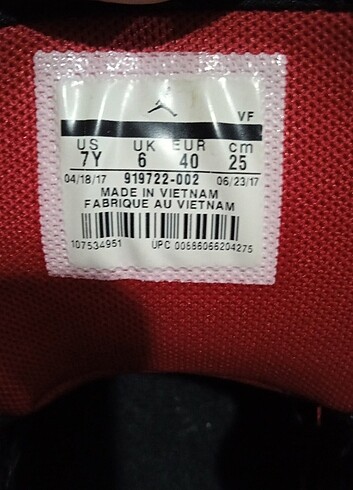 VF
US UK EUR cm
7Y 6 40 25
04/18/17 919722-002 06/23/17
MADE IN VIETNAM
FABRIQUE AU VIETNAM
107534951 UPC 00886066204275